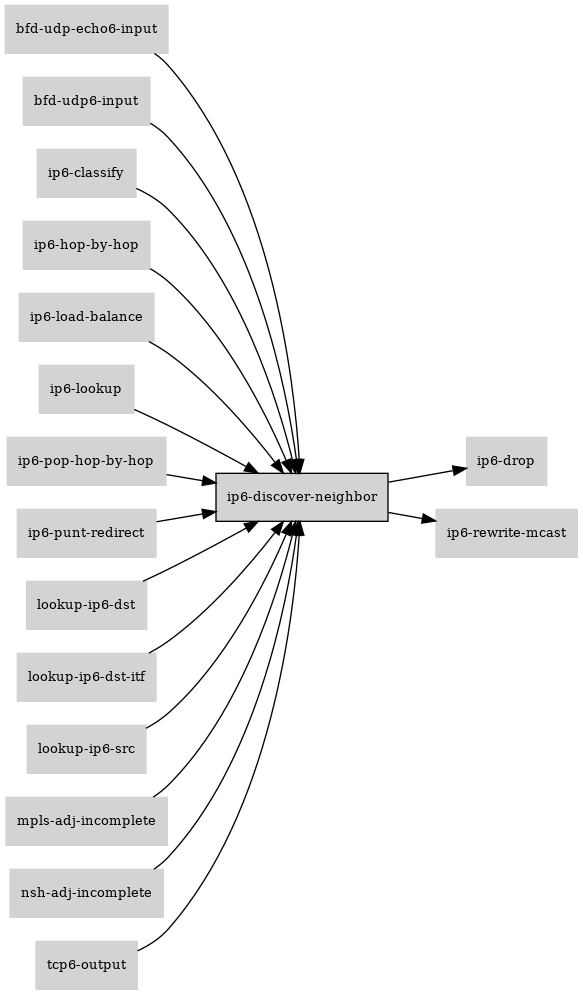 bfd-udp-echo6-input
bfd-udp6-input
ip6-classify
ip6-hop-by-hop
ip6-load-balance
ip6-lookup
ip6-pop-hop-by-hop
ip6-punt-redirect
lookup-ip6-dst
lookup-ip6-dst-itf
lookup-ip6-src
mpls-adj-incomplete
nsh-adj-incomplete
tcp6-output
ip6-discover-neighbor
ip6-drop
ip6-rewrite-mcast